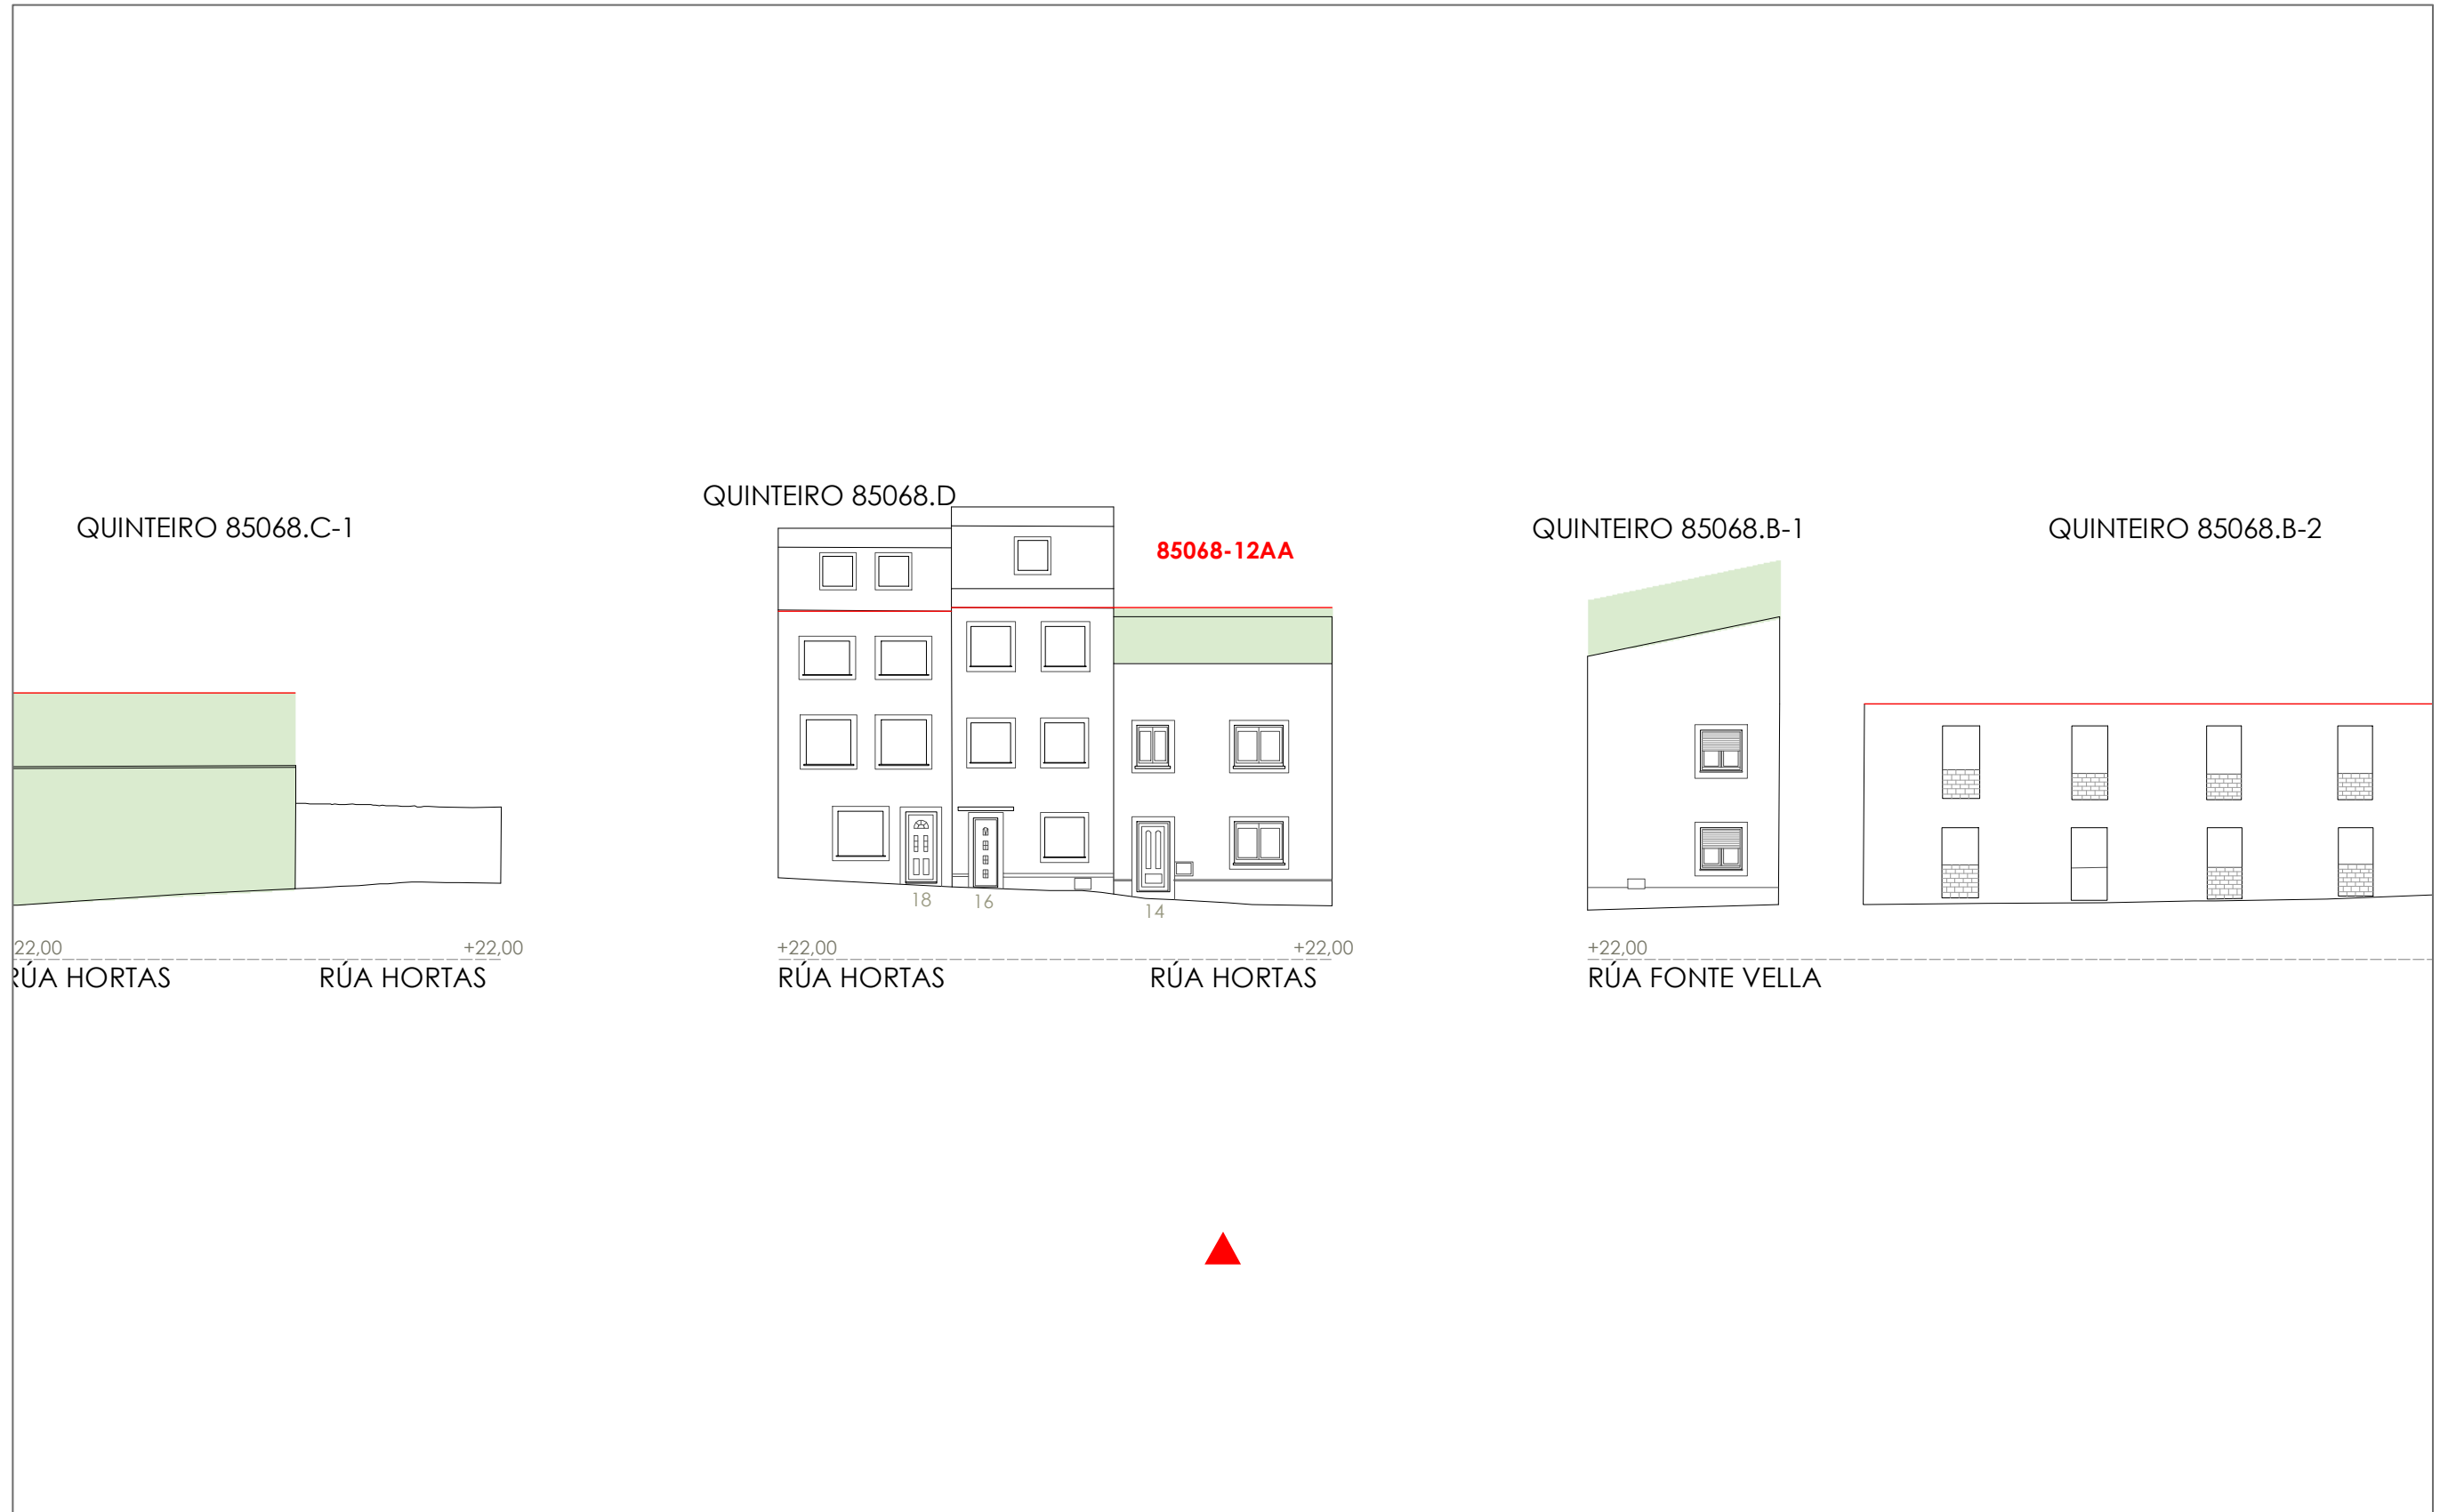 QUINTEIRO 85068.C-1
QUINTEIRO 85068.D
85068-12AA
QUINTEIRO 85068.B-1
QUINTEIRO 85068.B-2
18
16
14
22,00
+22,00
+22,00
+22,00
+22,00
RÚA HORTAS
RÚA HORTAS
RÚA HORTAS
RÚA HORTAS
RÚA FONTE VELLA